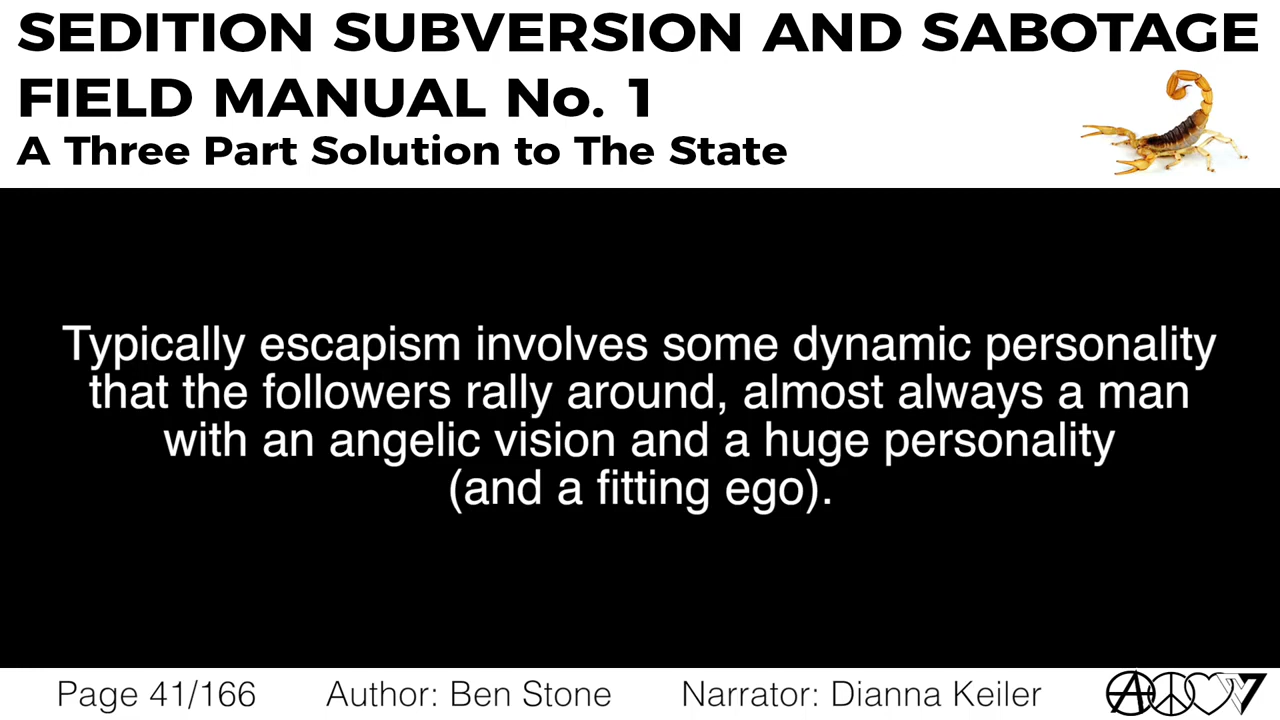 SEDITION SUBVERSION AND SABOTAGE
FIELD MANUAL No. 1
A Three Part Solution to The State
Typically escapism involves some dynamic personality
that the followers rally around, almost always a man
with an angelic vision and a huge personality
(and a fitting ego).
Page 41/166 Author: Ben Stone Narrator: Dianna Keiler